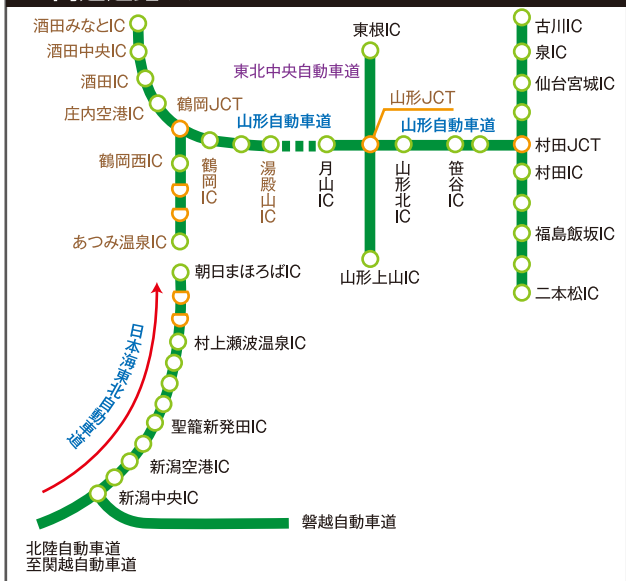 酒田みなとIC
酒田中央IC
酒田IC
庄内空港IC
鶴岡JCT
山形自動車道
鶴岡西IC
鶴岡IC
湯殿山IC
月山IC
あつみ温泉IC
東根IC
東北中央自動車道
山形JCT
山形自動車道
山形北IC
笹谷IC
山形上山IC
古川IC
泉IC
仙台宮城IC
村田JCT
村田IC
福島飯坂IC
二本松IC
朝日まほろばIC
村上瀬波温泉IC
日本海東北自動車道
聖籠新発田IC
新潟空港IC
新潟中央IC
磐越自動車道
北陸自動車道
至関越自動車道